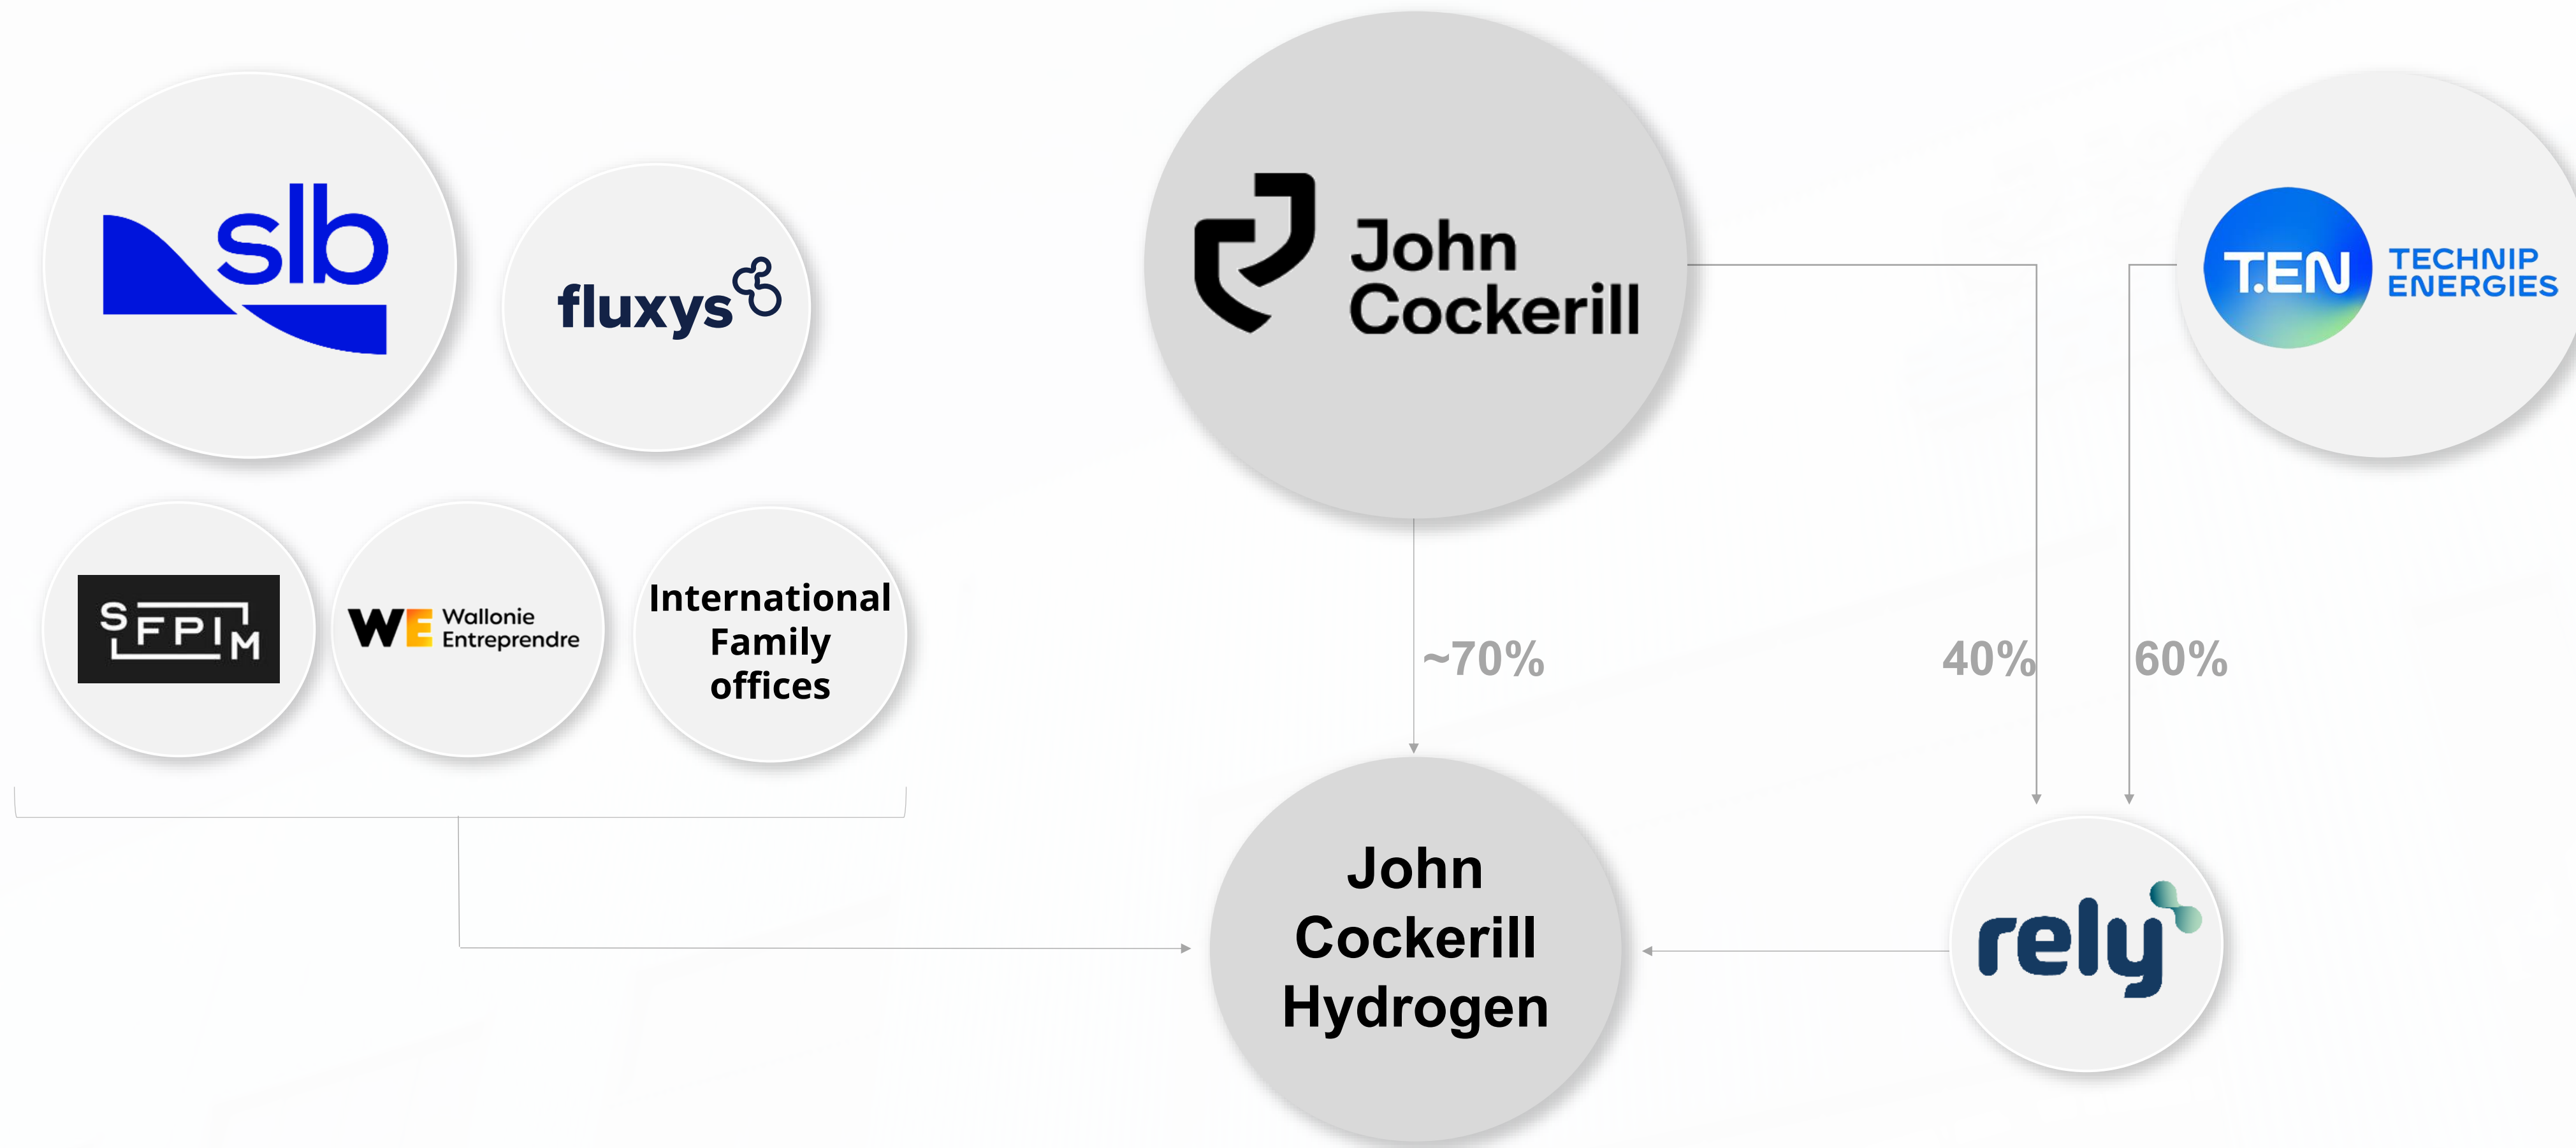 slb
fluxys
John
Cockerill
T.EN
TECHNIP
ENERGIES
SFPIM
WE
Wallonie
Entreprendre
International
Family
offices
~70%
40%
60%
John
Cockerill
Hydrogen
rely